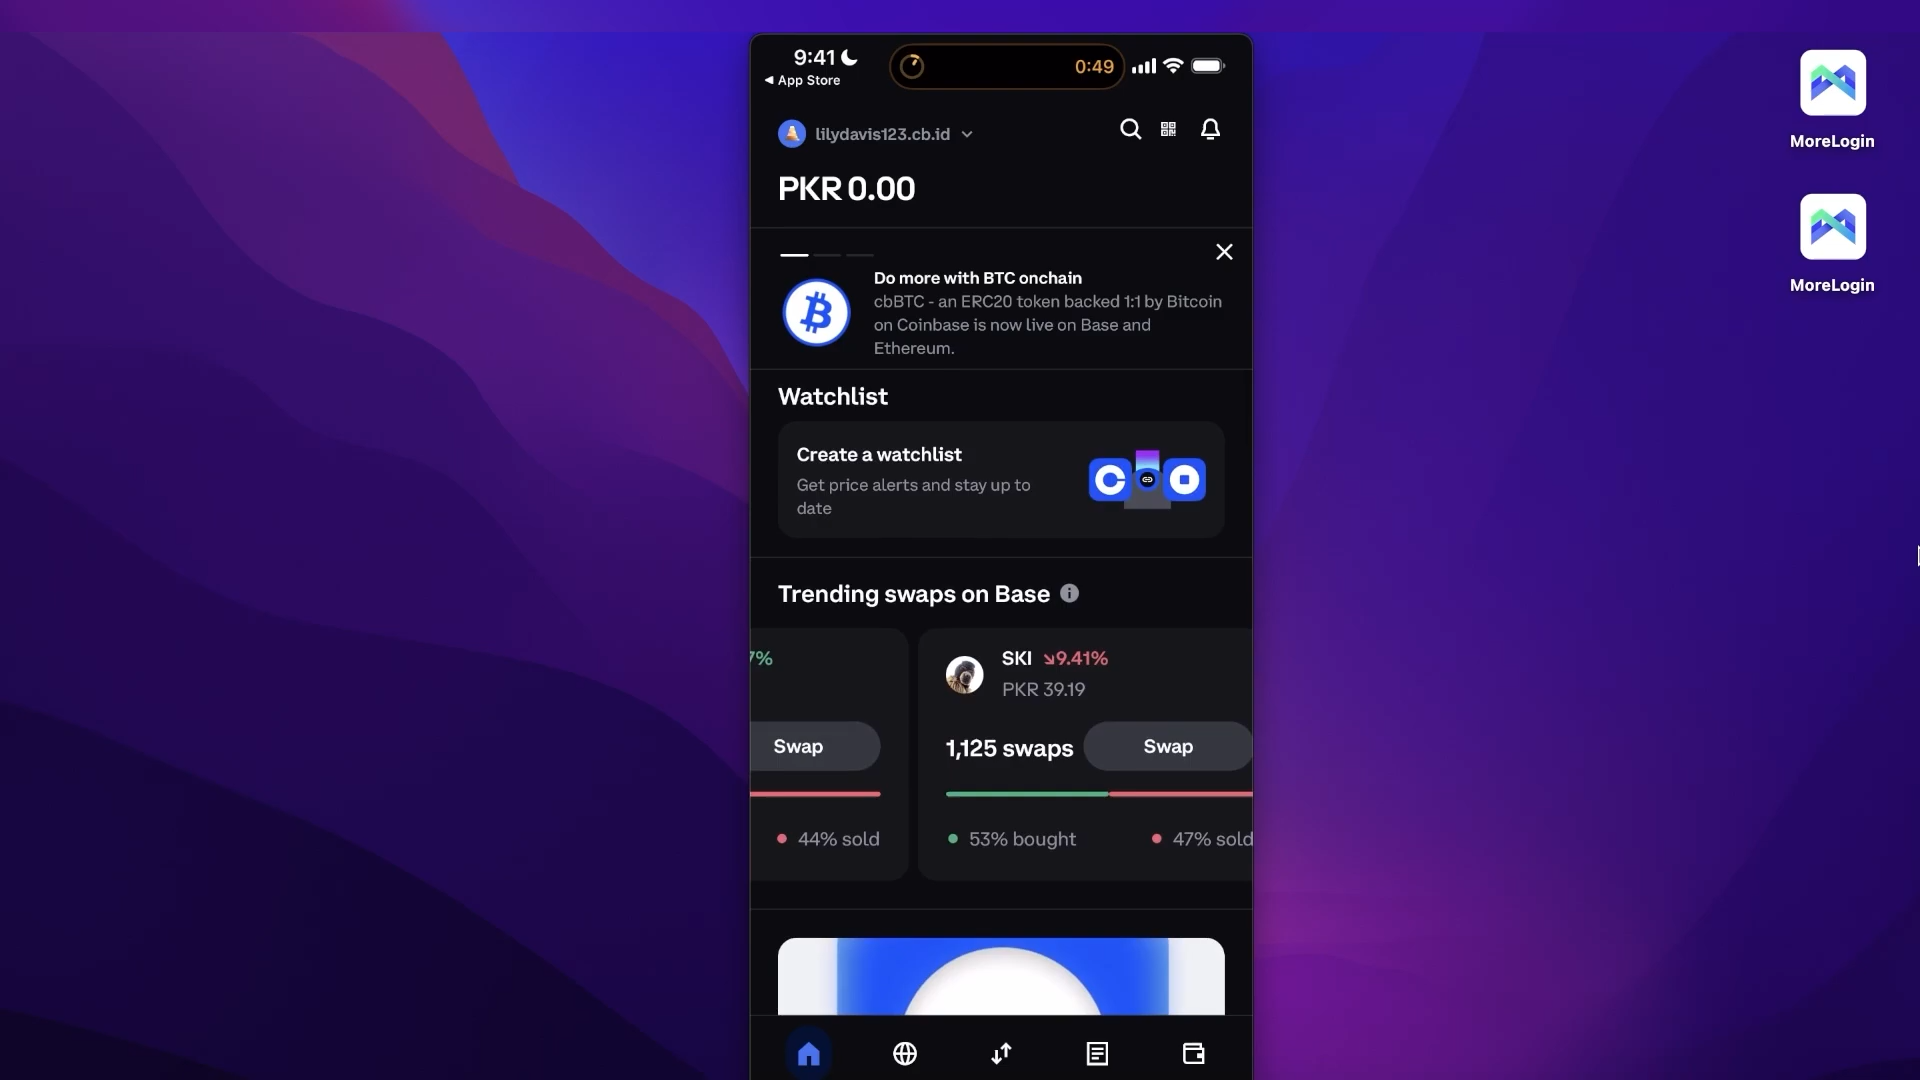 9:41
0:49
◀ App Store
lilydavis123.cb.id
PKR 0.00
Do more with BTC onchain
cbBTC - an ERC20 token backed 1:1 by Bitcoin
on Coinbase is now live on Base and
Ethereum.
Watchlist
Create a watchlist
Get price alerts and stay up to
date
Trending swaps on Base
7%
Swap
44% sold
SKI ↘9.41%
PKR 39.19
1,125 swaps
Swap
53% bought
47% sold
MoreLogin
MoreLogin